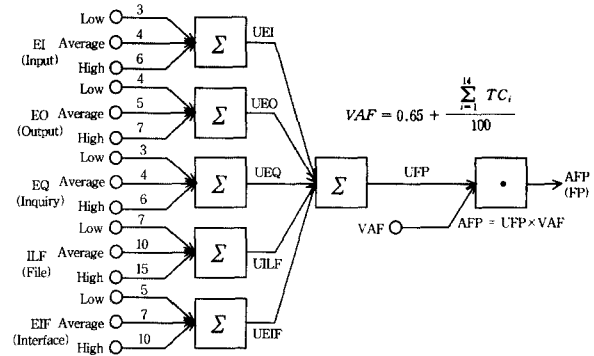 Low 3
EI Average 4 Σ UEI
(Input)
High 6
Low 4
EO Average 5 Σ UEO
(Output)
High 7
Low 3
EQ Average 4 Σ UEQ
(Inquiry)
High 6
Low 7
ILF Average 10 Σ UILF
(File)
High 15
Low 5
EIF Average 7 Σ UEIF
(Interface)
High 10
VAF = 0.65 + 14 Σ i=1 TCi / 100
Σ UFP • AFP
(FP)
VAF
AFP = UFP×VAF